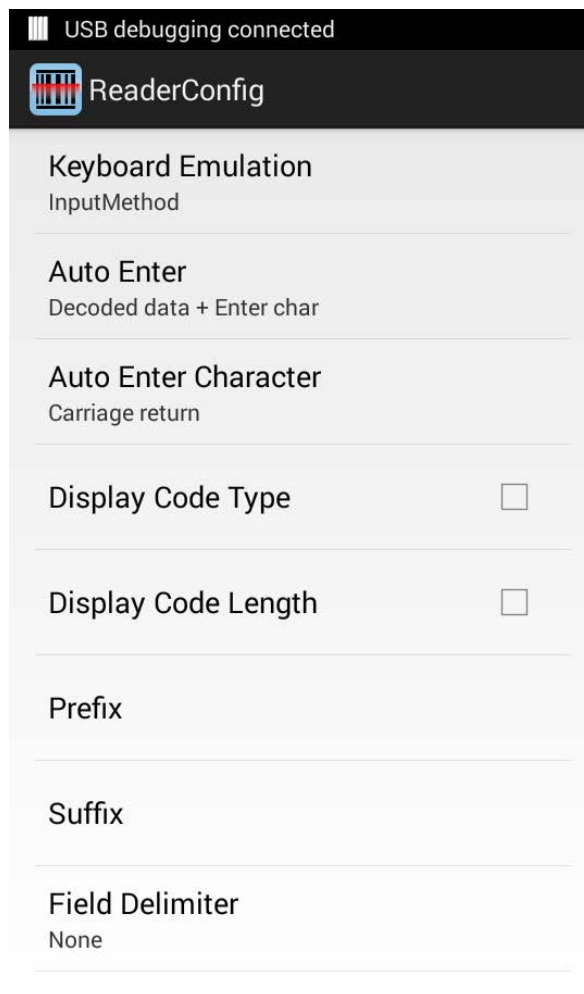 USB debugging connected
ReaderConfig
Keyboard Emulation
InputMethod
Auto Enter
Decoded data + Enter char
Auto Enter Character
Carriage return
Display Code Type
Display Code Length
Prefix
Suffix
Field Delimiter
None